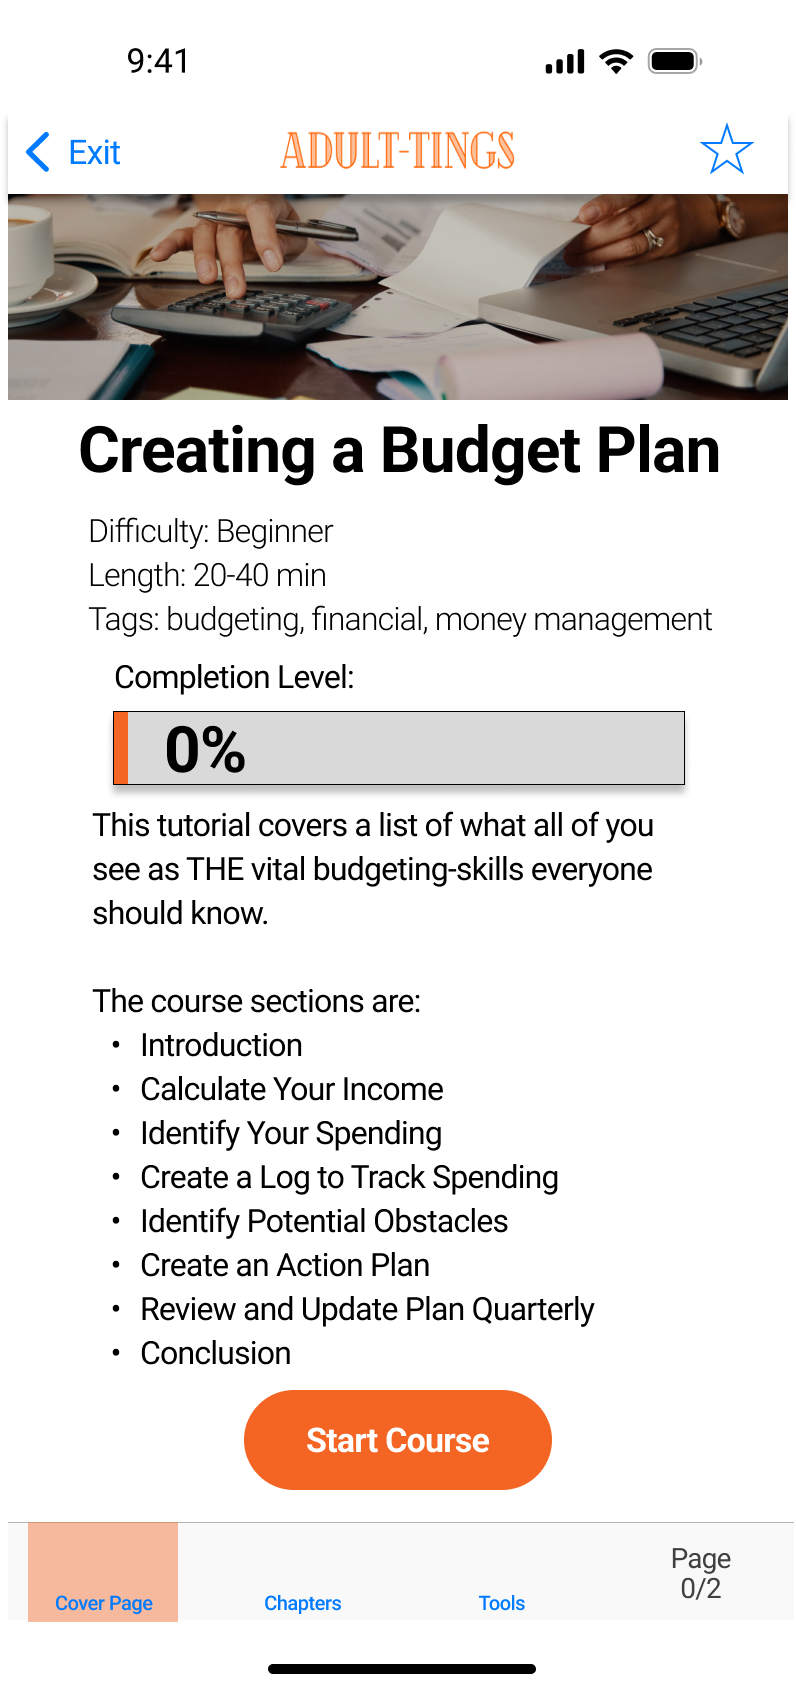 9:41
Exit
ADULT-TINGS
Creating a Budget Plan
Difficulty: Beginner
Length: 20-40 min
Tags: budgeting, financial, money management
Completion Level:
0%
This tutorial covers a list of what all of you
see as THE vital budgeting-skills everyone
should know.
The course sections are:
• Introduction
• Calculate Your Income
• Identify Your Spending
• Create a Log to Track Spending
• Identify Potential Obstacles
• Create an Action Plan
• Review and Update Plan Quarterly
• Conclusion
Start Course
Cover Page
Chapters
Tools
Page
0/2